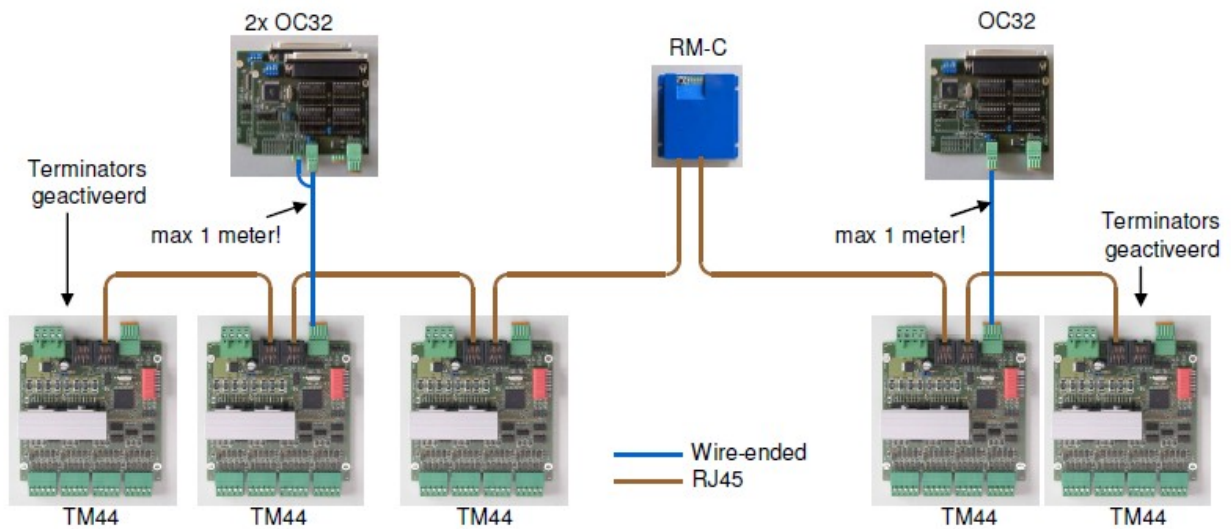 2x OC32
RM-C
OC32
Terminators
geactiveerd
max 1 meter!
max 1 meter!
Terminators
geactiveerd
Wire-ended
RJ45
TM44
TM44
TM44
TM44
TM44